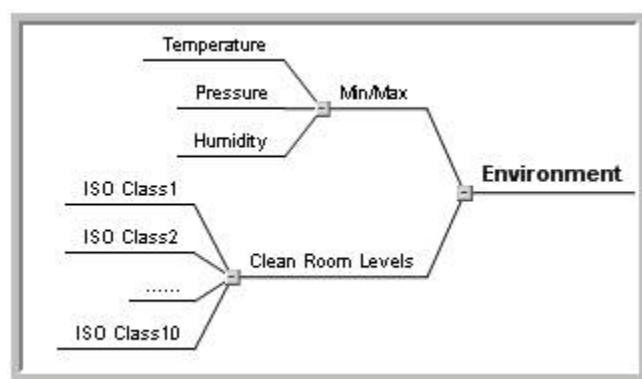 Temperature
Pressure
Min/Max
Humidity
Environment
ISO Class1
ISO Class2
Clean Room Levels
......
ISO Class10